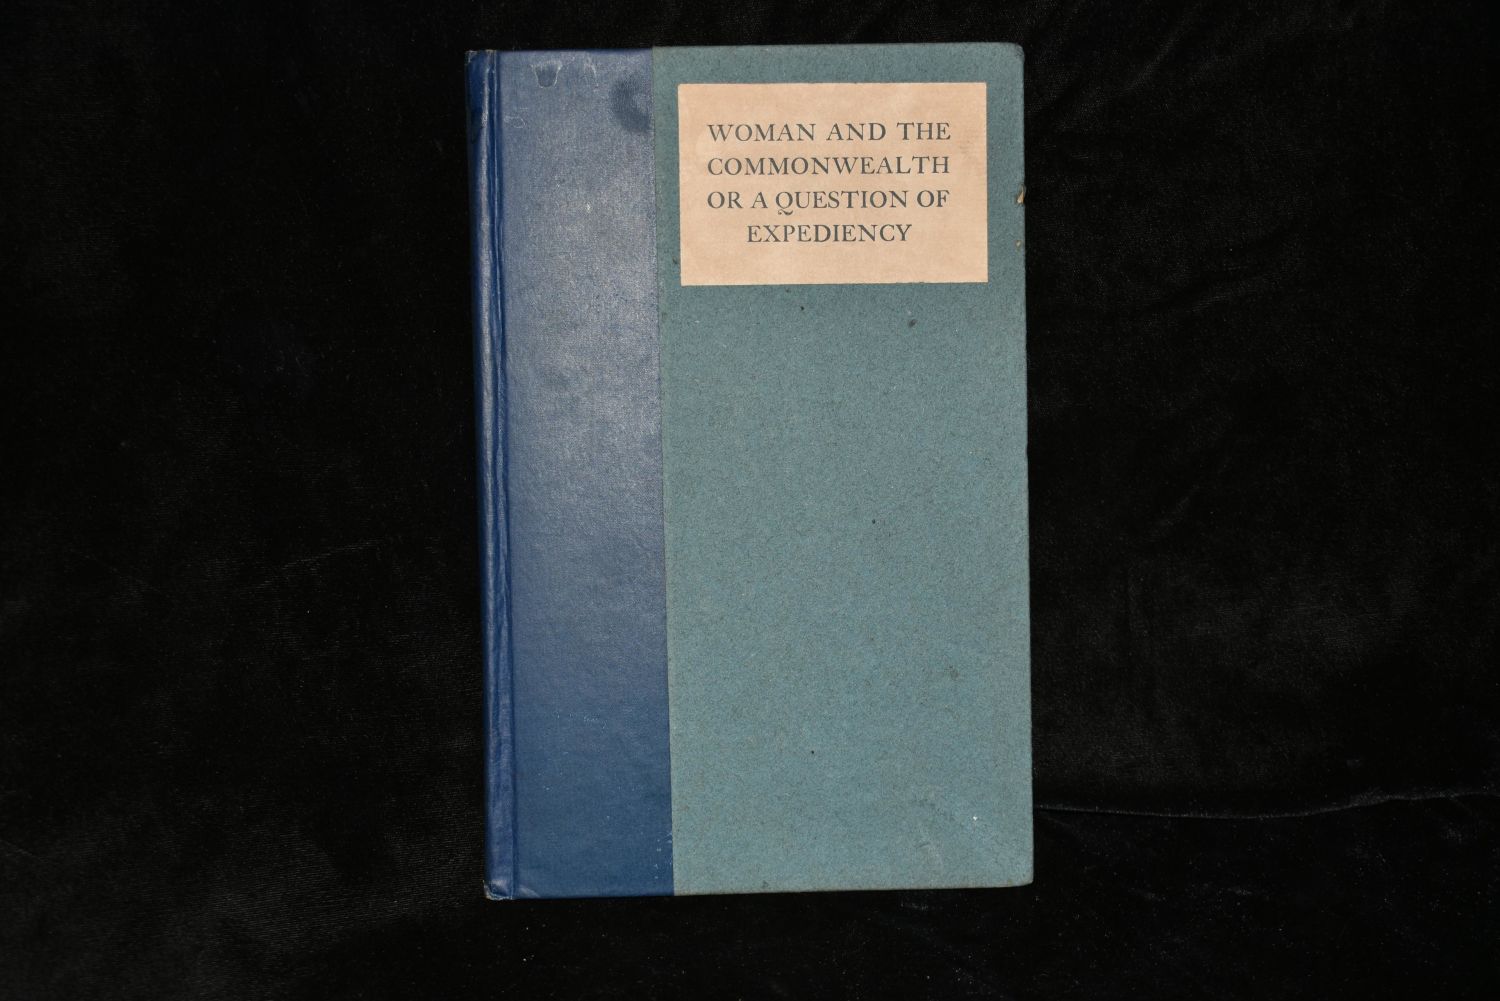 WOMAN AND THE
COMMONWEALTH
OR A QUESTION OF
EXPEDIENCY